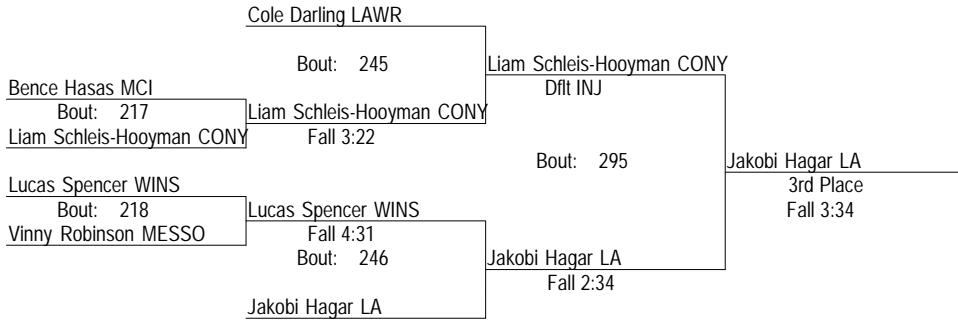 Cole Darling LAWR
Bout: 245
Liam Schleis-Hooyman CONY
Dflt INJ
Bence Hasas MCI
Bout: 217
Liam Schleis-Hooyman CONY
Fall 3:22
Liam Schleis-Hooyman CONY
Bout: 295
Jakobi Hagar LA
3rd Place
Fall 3:34
Lucas Spencer WINS
Bout: 218
Lucas Spencer WINS
Vinny Robinson MESSO
Fall 4:31
Bout: 246
Jakobi Hagar LA
Fall 2:34
Jakobi Hagar LA